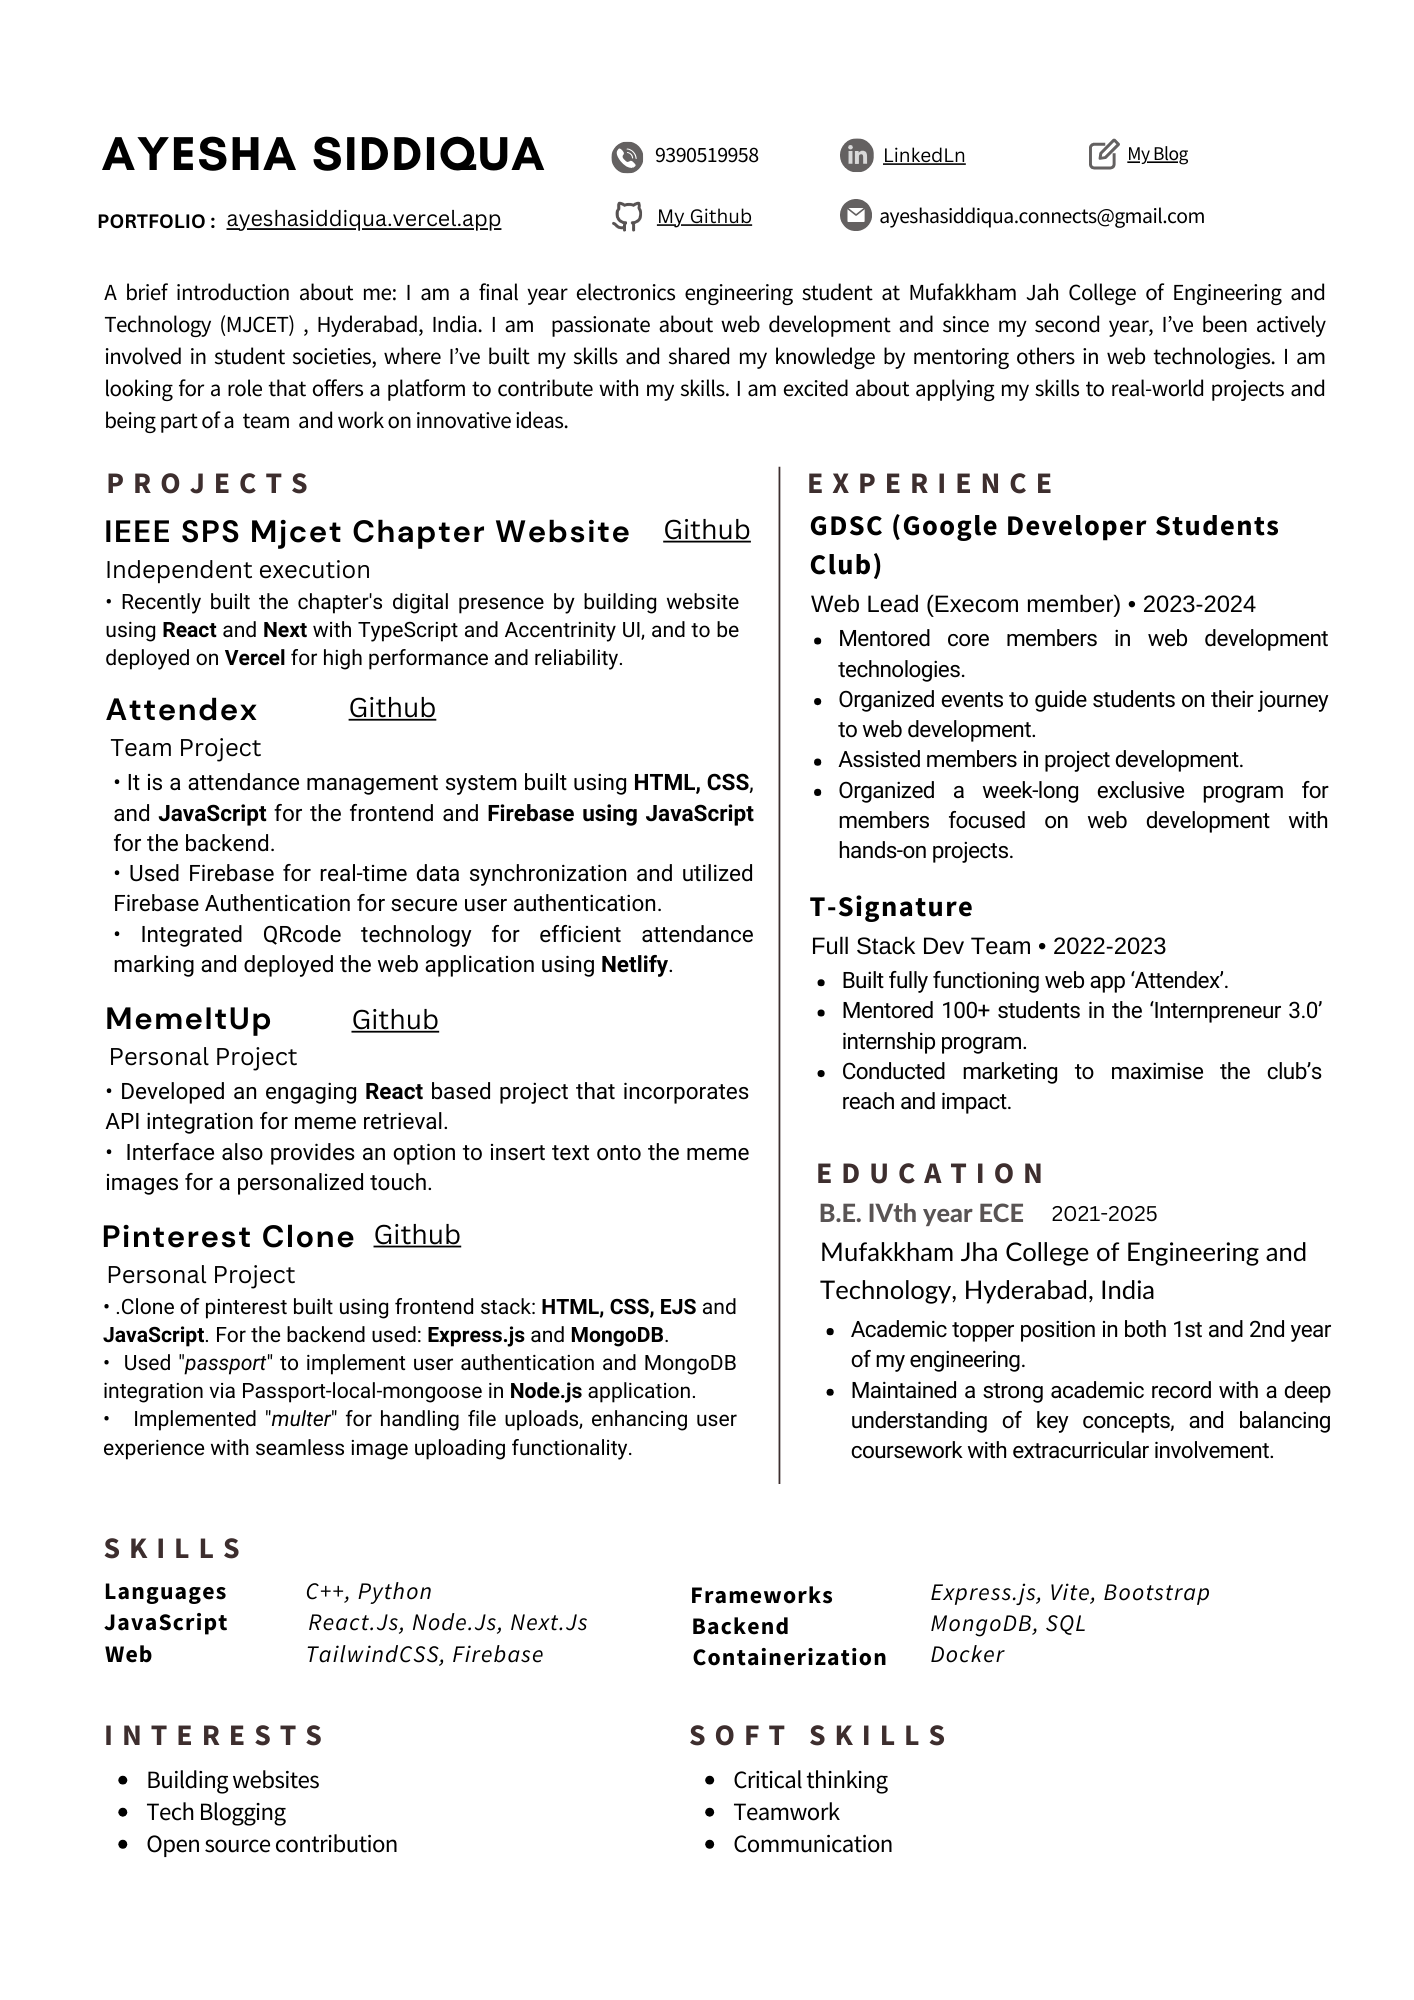 AYESHA SIDDIQUA
9390519958
LinkedLn
My Blog
PORTFOLIO : ayeshasiddiqua.vercel.app
My Github
ayeshasiddiqua.connects@gmail.com
A brief introduction about me: I am a final year electronics engineering student at Mufakkham Jah College of Engineering and
Technology (MJCET) , Hyderabad, India. I am passionate about web development and since my second year, I've been actively
involved in student societies, where I've built my skills and shared my knowledge by mentoring others in web technologies. I am
looking for a role that offers a platform to contribute with my skills. I am excited about applying my skills to real-world projects and
being part of a team and work on innovative ideas.
PROJECTS
IEEE SPS Mjcet Chapter Website Github
Independent execution
• Recently built the chapter's digital presence by building website
using React and Next with TypeScript and Accentrinity UI, and to be
deployed on Vercel for high performance and reliability.
Attendex Github
Team Project
• It is a attendance management system built using HTML, CSS,
and JavaScript for the frontend and Firebase using JavaScript
for the backend.
• Used Firebase for real-time data synchronization and utilized
Firebase Authentication for secure user authentication.
• Integrated QRcode technology for efficient attendance
marking and deployed the web application using Netlify.
MemeItUp Github
Personal Project
• Developed an engaging React based project that incorporates
API integration for meme retrieval.
• Interface also provides an option to insert text onto the meme
images for a personalized touch.
Pinterest Clone Github
Personal Project
• .Clone of pinterest built using frontend stack: HTML, CSS, EJS and
JavaScript. For the backend used: Express.js and MongoDB.
• Used "passport" to implement user authentication and MongoDB
integration via Passport-local-mongoose in Node.js application.
• Implemented "multer" for handling file uploads, enhancing user
experience with seamless image uploading functionality.
EXPERIENCE
GDSC (Google Developer Students
Club)
Web Lead (Execom member) • 2023-2024
• Mentored core members in web development
technologies.
• Organized events to guide students on their journey
to web development.
• Assisted members in project development.
• Organized a week-long exclusive program for
members focused on web development with
hands-on projects.
T-Signature
Full Stack Dev Team • 2022-2023
• Built fully functioning web app ‘Attendex’.
• Mentored 100+ students in the ‘Internpreneur 3.0’
internship program.
• Conducted marketing to maximise the club’s
reach and impact.
EDUCATION
B.E. IVth year ECE 2021-2025
Mufakkham Jha College of Engineering and
Technology, Hyderabad, India
• Academic topper position in both 1st and 2nd year
of my engineering.
• Maintained a strong academic record with a deep
understanding of key concepts, and balancing
coursework with extracurricular involvement.
SKILLS
Languages C++, Python
JavaScript React.Js, Node.Js, Next.Js
Web TailwindCSS, Firebase
Frameworks Express.js, Vite, Bootstrap
Backend MongoDB, SQL
Containerization Docker
INTERESTS
• Building websites
• Tech Blogging
• Open source contribution
SOFT SKILLS
• Critical thinking
• Teamwork
• Communication